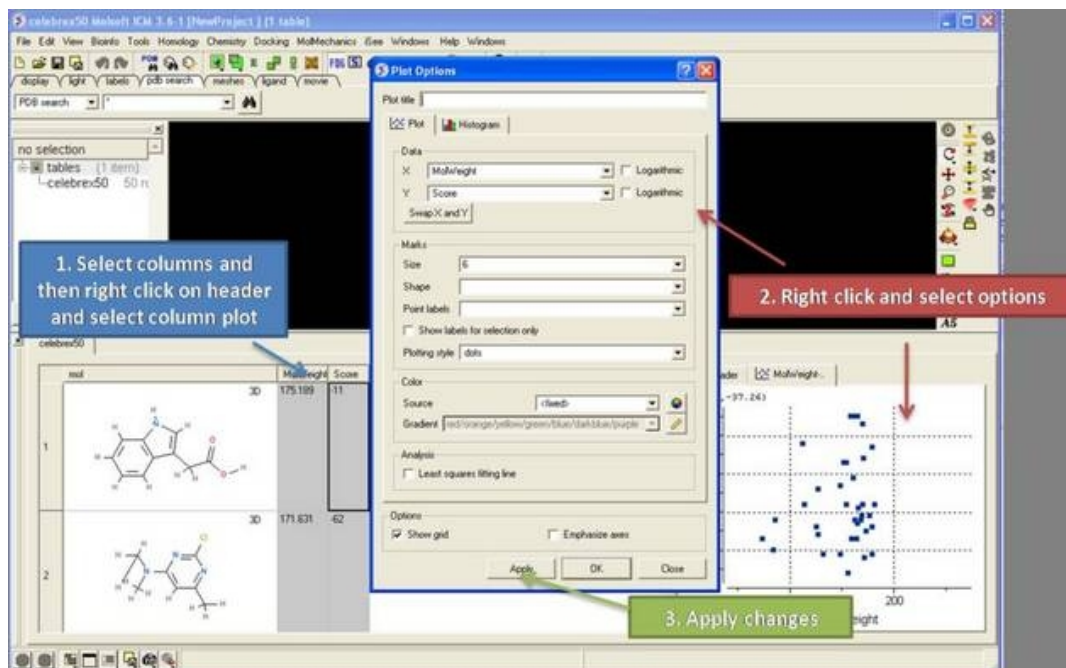 celebrex50 Molsoft ICM 3.6-1 [NewProject ] (1 table)
File Edit View Bioinfo Tools Homology Chemistry Docking MolMechanics iSee Windows Help Windows
display light labels pdb search meshes ligand movie
PDB search
no selection
tables (1 item)
celebrex50 50 r
Plot Options
Plot title
Plot Histogram
Data
X MolWeight Logarithmic
Y Score Logarithmic
Swap X and Y
Marks
Size 6
Shape
Point labels
Show labels for selection only
Plotting style dots
Color
Source <fixed>
Gradient red/orange/yellow/green/blue/darkblue/purple
Analysis
Least squares fitting line
Options
Show grid Emphasize axes
Apply OK Close
1. Select columns and
then right click on header
and select column plot
2. Right click and select options
3. Apply changes
celebrex50
mol MolWeight Score
1 3D 175.189 -11
2 3D 171.631 -62
ader MolWeight-..
,-37.26)
200
eight